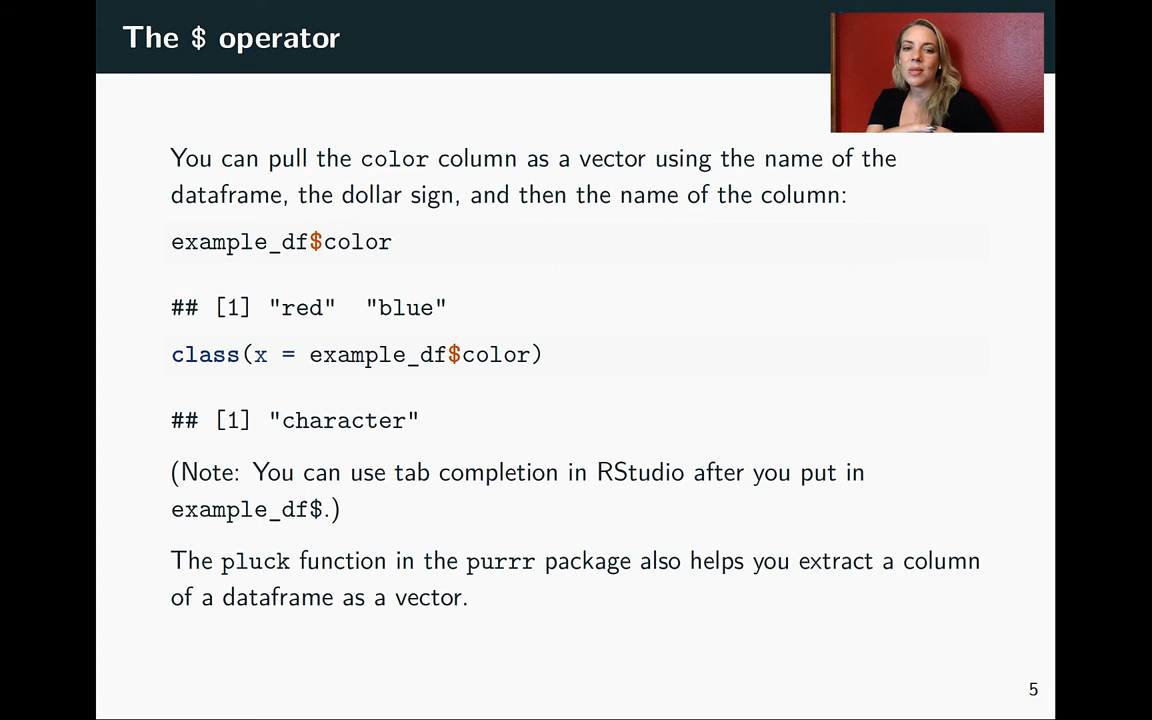 The $ operator
You can pull the color column as a vector using the name of the
dataframe, the dollar sign, and then the name of the column:
example_df$color
## [1] "red"  "blue"
class(x = example_df$color)
## [1] "character"
(Note: You can use tab completion in RStudio after you put in
example_df$.)
The pluck function in the purrr package also helps you extract a column
of a dataframe as a vector.
5